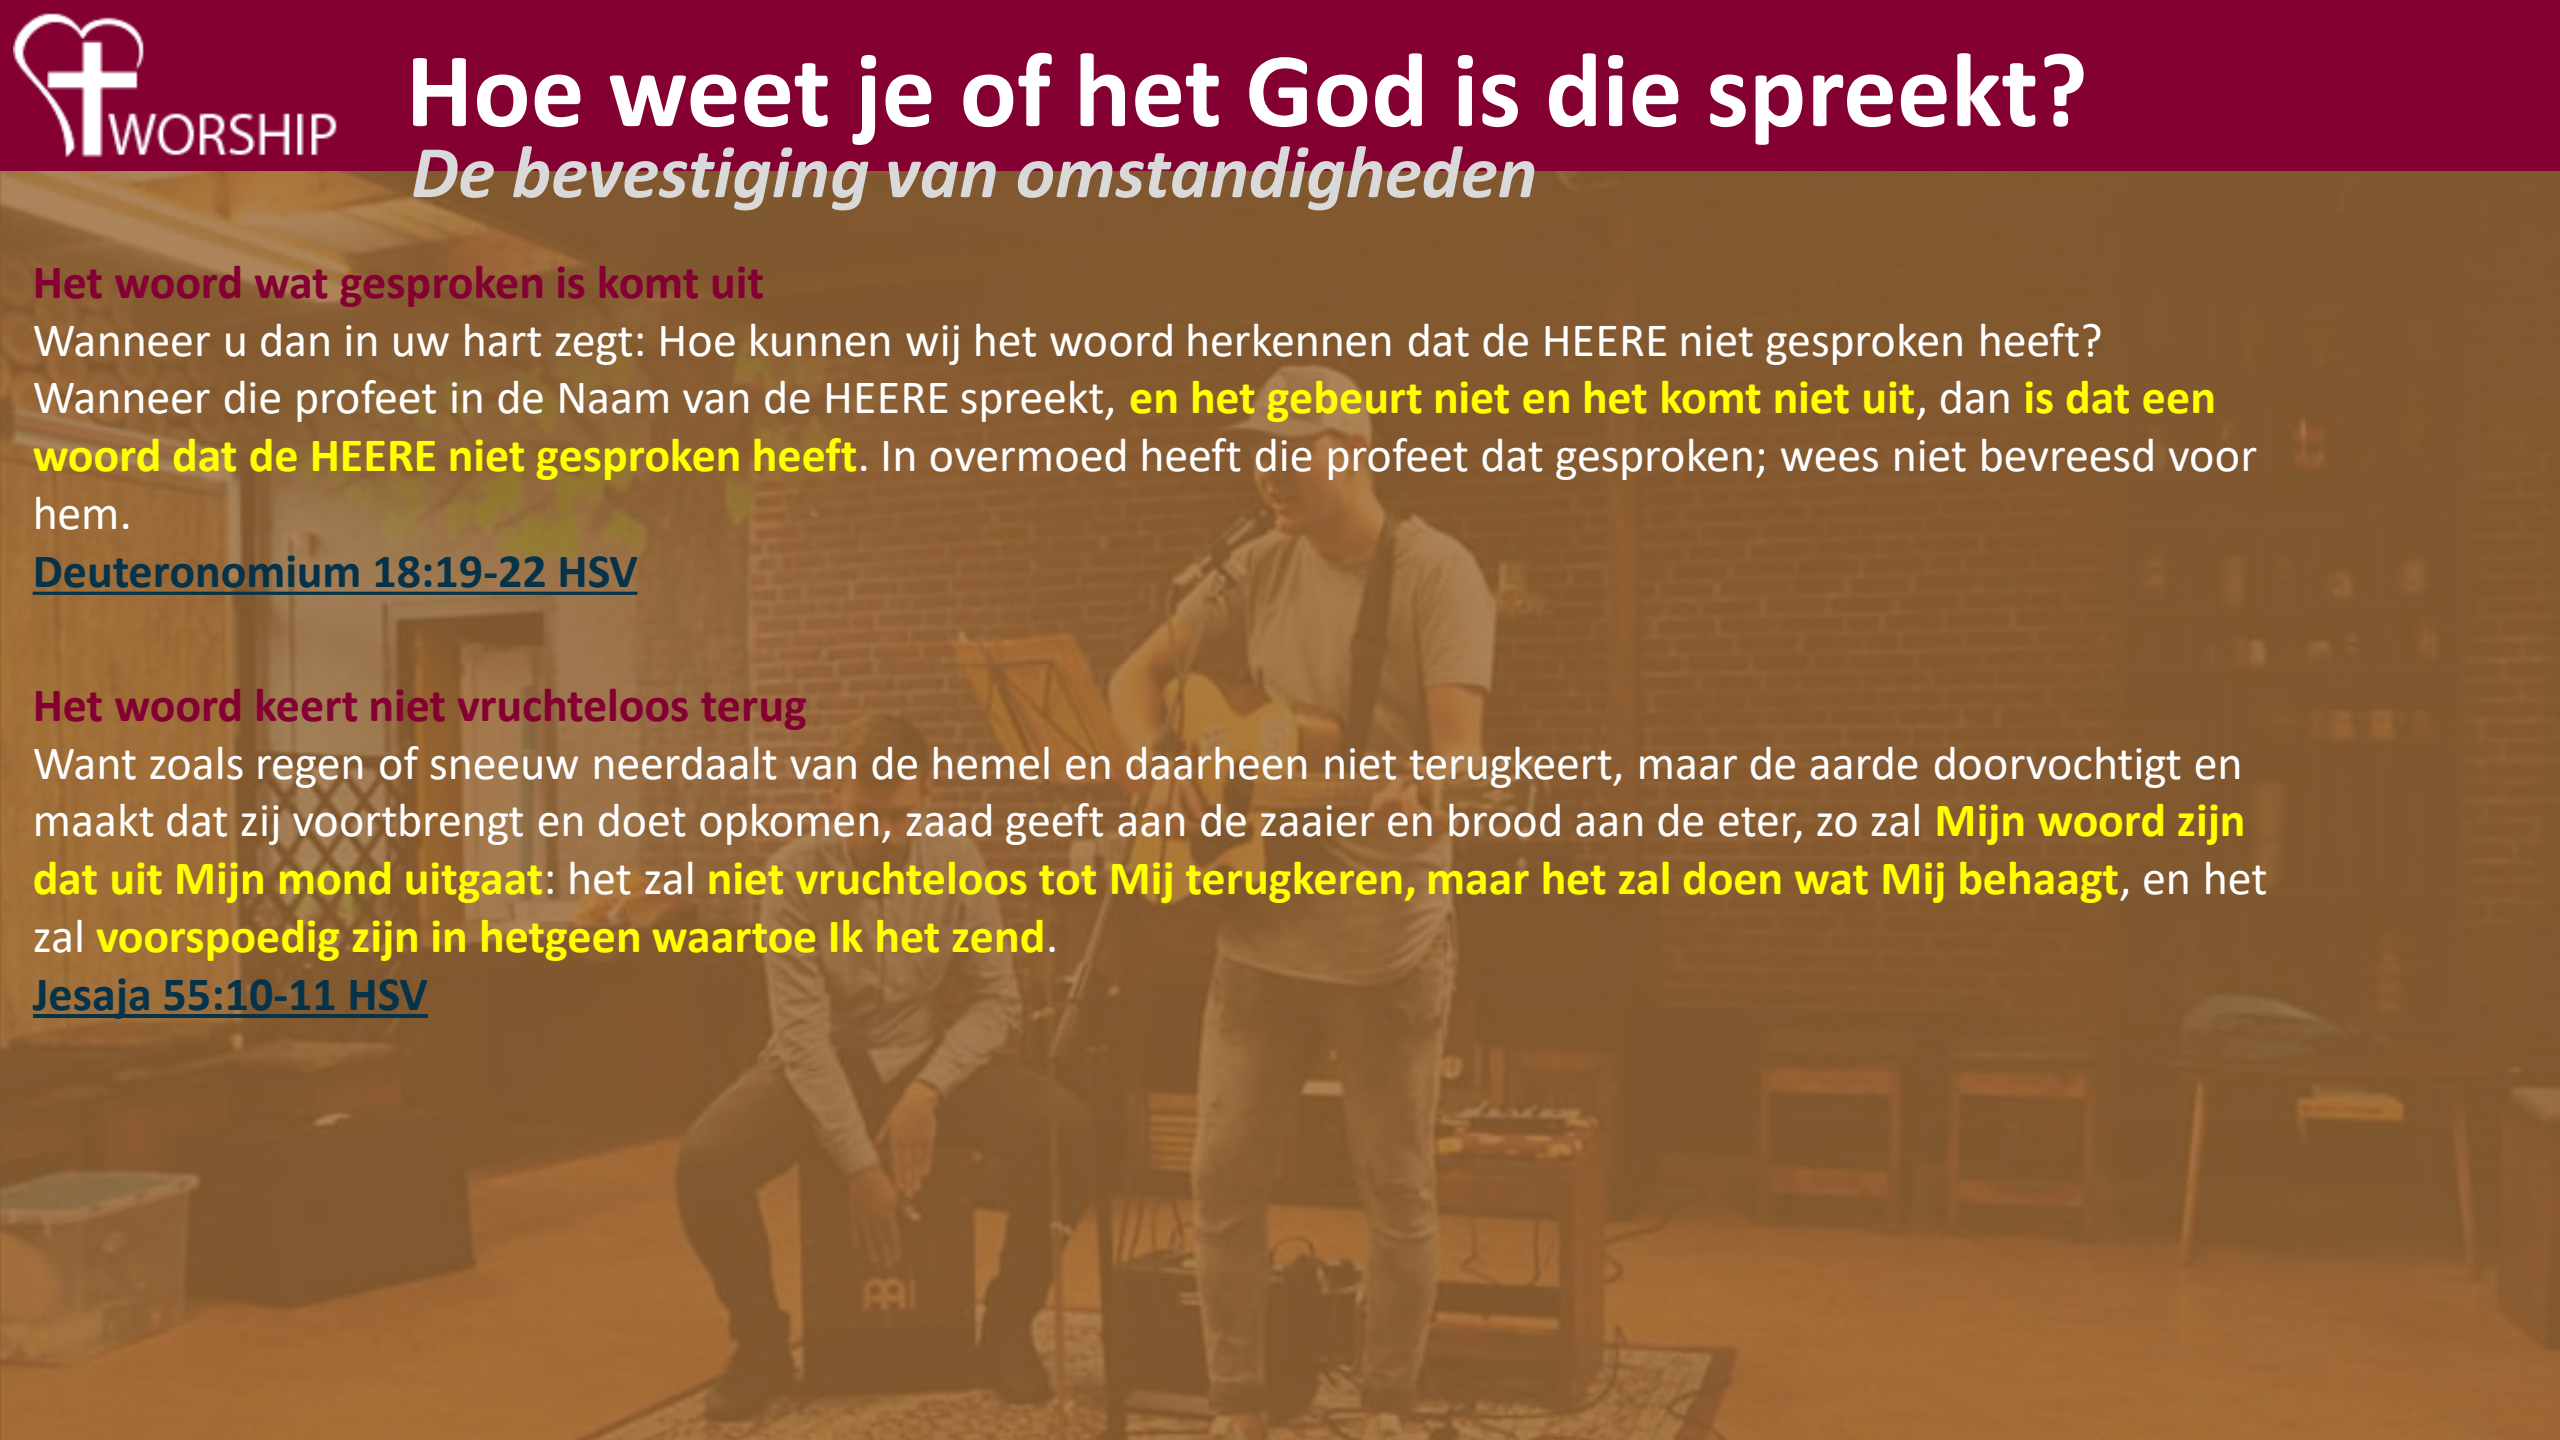 WORSHIP
Hoe weet je of het God is die spreekt?
De bevestiging van omstandigheden
Het woord wat gesproken is komt uit
Wanneer u dan in uw hart zegt: Hoe kunnen wij het woord herkennen dat de HEERE niet gesproken heeft?
Wanneer die profeet in de Naam van de HEERE spreekt, en het gebeurt niet en het komt niet uit, dan is dat een
woord dat de HEERE niet gesproken heeft. In overmoed heeft die profeet dat gesproken; wees niet bevreesd voor
hem.
Deuteronomium 18:19-22 HSV
Het woord keert niet vruchteloos terug
Want zoals regen of sneeuw neerdaalt van de hemel en daarheen niet terugkeert, maar de aarde doorvochtigt en
maakt dat zij voortbrengt en doet opkomen, zaad geeft aan de zaaier en brood aan de eter, zo zal Mijn woord zijn
dat uit Mijn mond uitgaat: het zal niet vruchteloos tot Mij terugkeren, maar het zal doen wat Mij behaagt, en het
zal voorspoedig zijn in hetgeen waartoe Ik het zend.
Jesaja 55:10-11 HSV